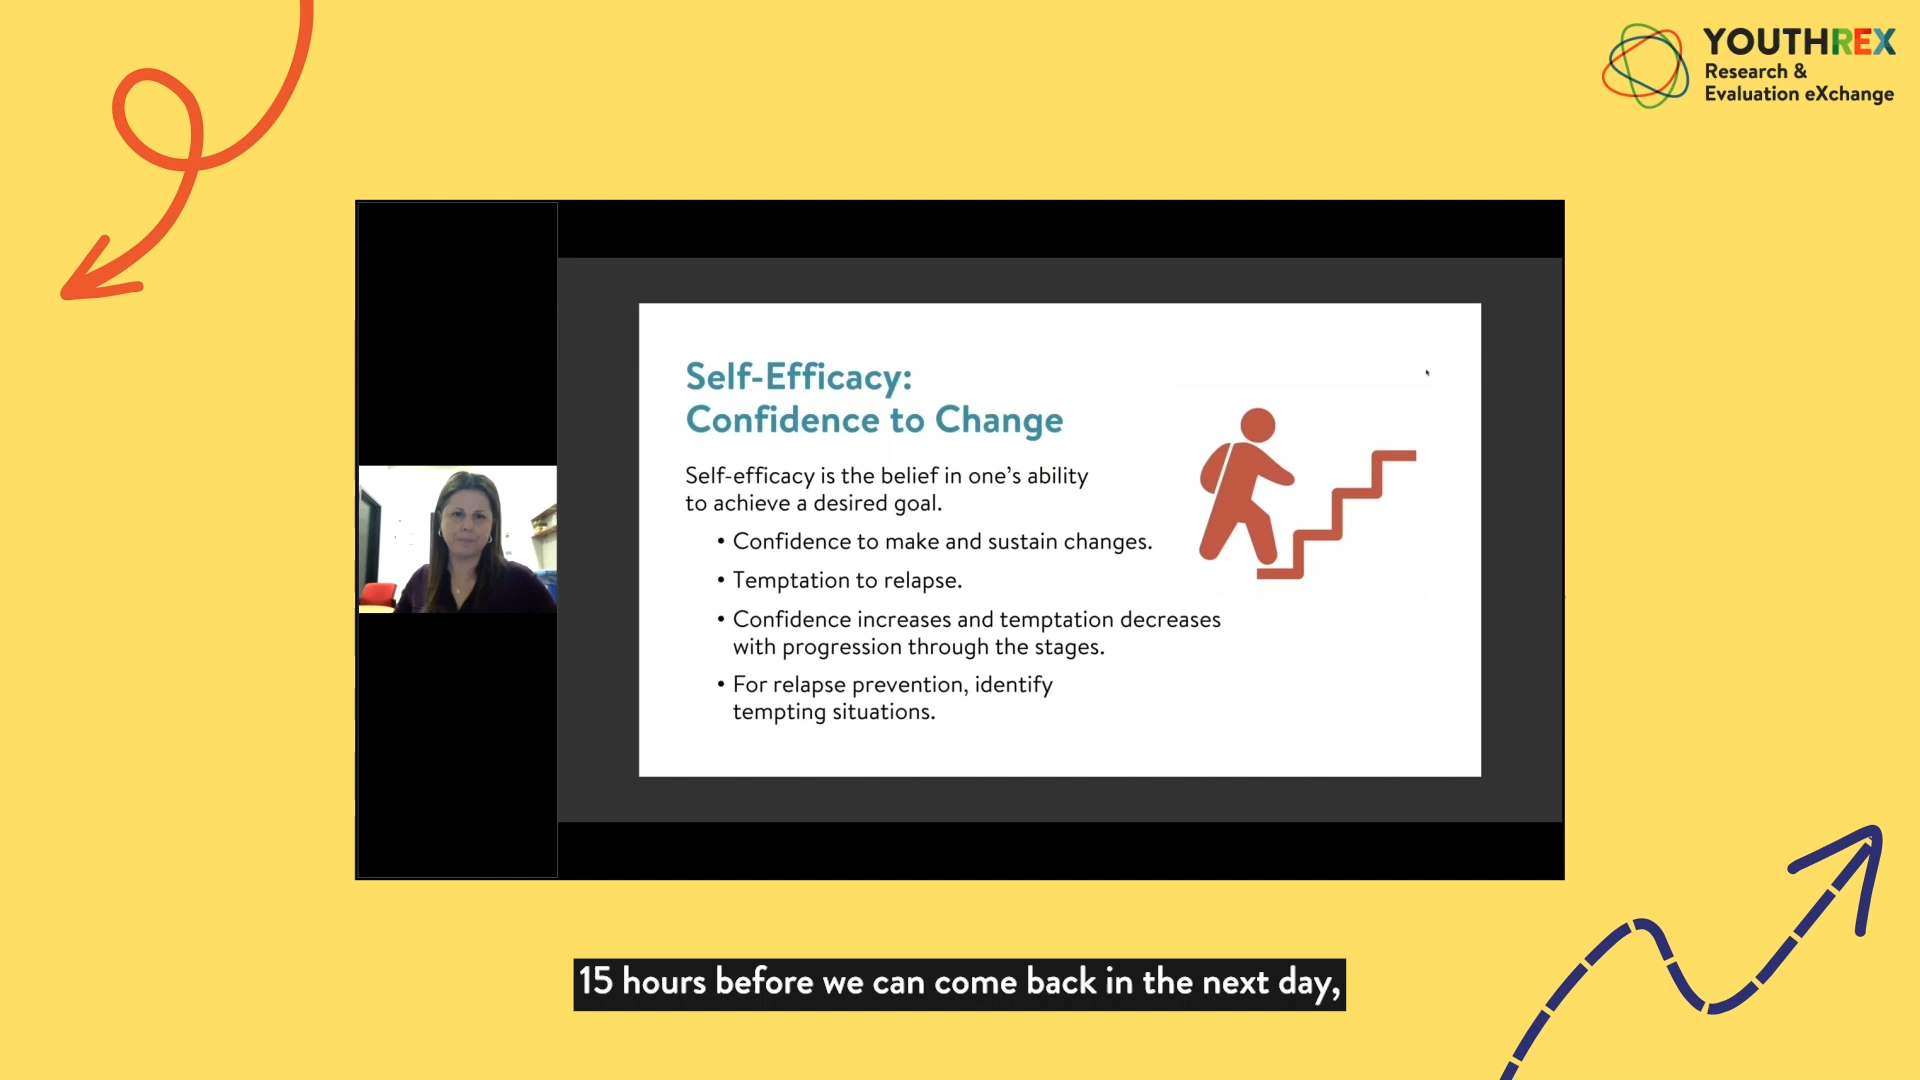 YOUTHREX
Research &
Evaluation eXchange
Self-Efficacy:
Confidence to Change
Self-efficacy is the belief in one's ability
to achieve a desired goal.
• Confidence to make and sustain changes.
• Temptation to relapse.
• Confidence increases and temptation decreases
with progression through the stages.
• For relapse prevention, identify
tempting situations.
15 hours before we can come back in the next day,